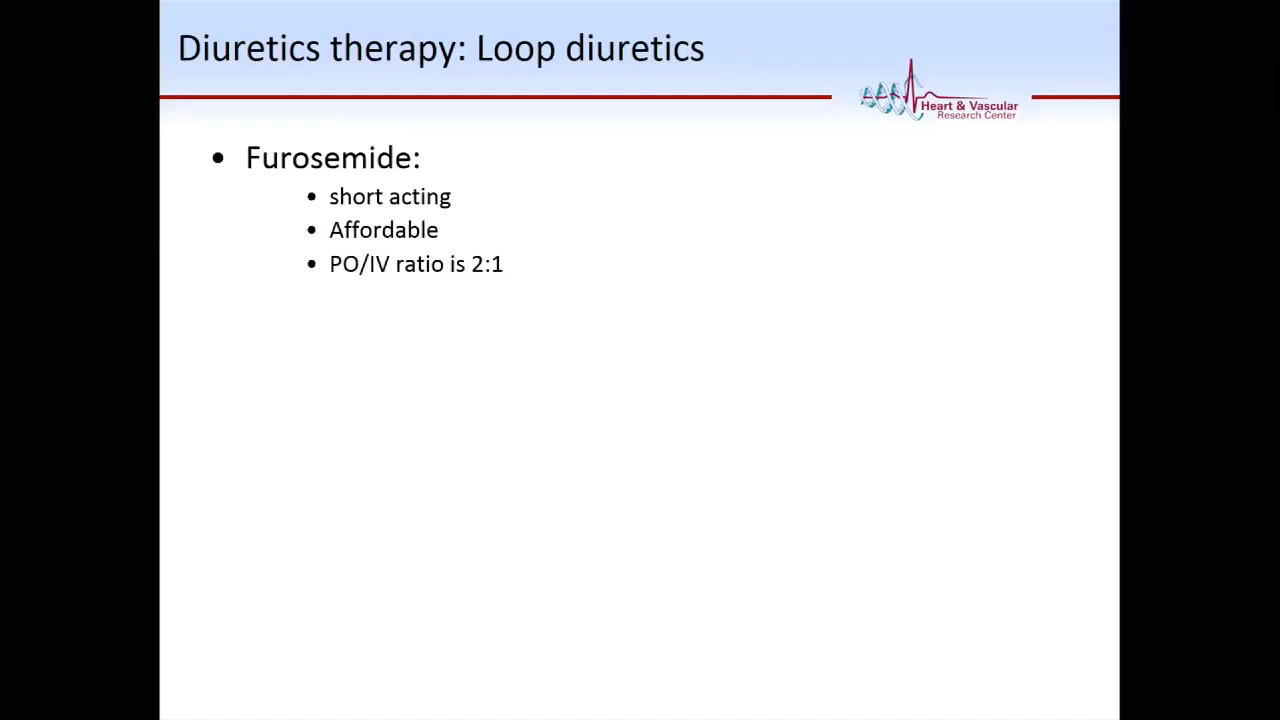 Diuretics therapy: Loop diuretics
Heart & Vascular
Research Center
• Furosemide:
• short acting
• Affordable
• PO/IV ratio is 2:1